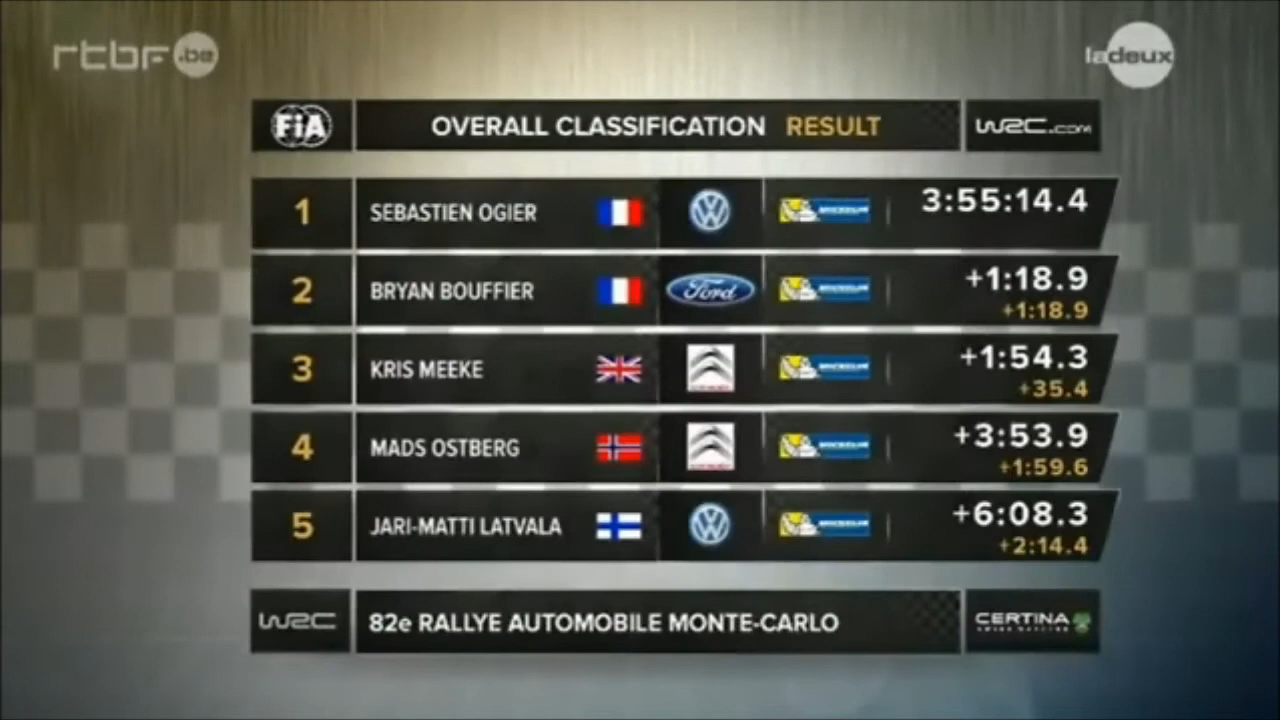 rtbf.be
ladeux
FIA OVERALL CLASSIFICATION RESULT WRC.com
1 SEBASTIEN OGIER 3:55:14.4
2 BRYAN BOUFFIER Ford +1:18.9
+1:18.9
3 KRIS MEEKE +1:54.3
+35.4
4 MADS OSTBERG +3:53.9
+1:59.6
5 JARI-MATTI LATVALA +6:08.3
+2:14.4
WRC 82e RALLYE AUTOMOBILE MONTE-CARLO CERTINA